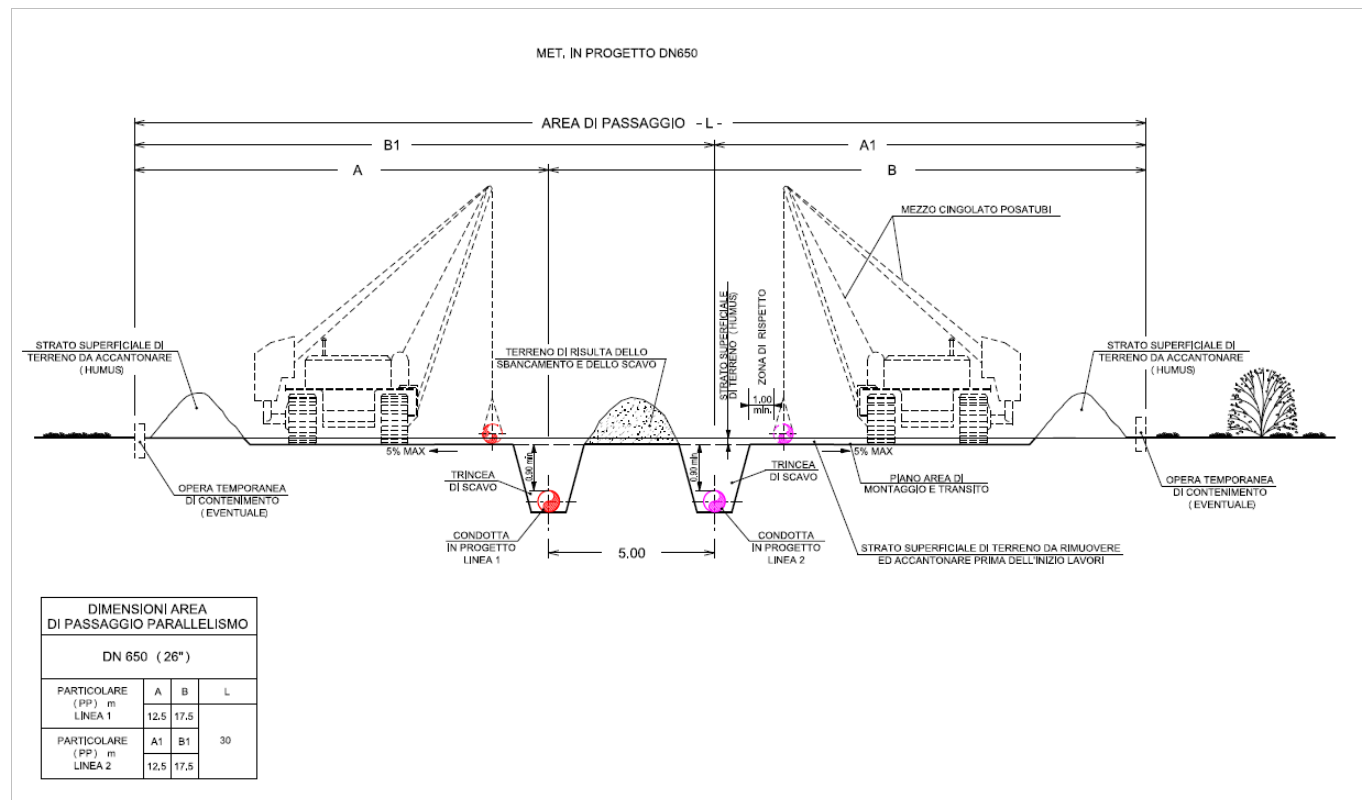 MET. IN PROGETTO DN650
AREA DI PASSAGGIO - L -
B1
A1
A
B
MEZZO CINGOLATO POSATUBI
STRATO SUPERFICIALE
DI TERRENO (HUMUS)
ZONA DI RISPETTO
STRATO SUPERFICIALE DI
TERRENO DA ACCANTONARE
(HUMUS)
TERRENO DI RISULTA DELLO
SBANCAMENTO E DELLO SCAVO
STRATO SUPERFICIALE DI
TERRENO DA ACCANTONARE
(HUMUS)
1,00
min.
5% MAX
0,90 min.
0,90 min.
5% MAX
TRINCEA
DI SCAVO
TRINCEA
DI SCAVO
PIANO AREA DI
MONTAGGIO E TRANSITO
OPERA TEMPORANEA
DI CONTENIMENTO
(EVENTUALE)
OPERA TEMPORANEA
DI CONTENIMENTO
(EVENTUALE)
CONDOTTA
IN PROGETTO
LINEA 1
5.00
CONDOTTA
IN PROGETTO
LINEA 2
STRATO SUPERFICIALE DI TERRENO DA RIMUOVERE
ED ACCANTONARE PRIMA DELL'INIZIO LAVORI
DIMENSIONI AREA
DI PASSAGGIO PARALLELISMO
DN 650 (26")
PARTICOLARE
(PP) m
LINEA 1
A B L
12,5 17,5
30
PARTICOLARE
(PP) m
LINEA 2
A1 B1
12,5 17,5